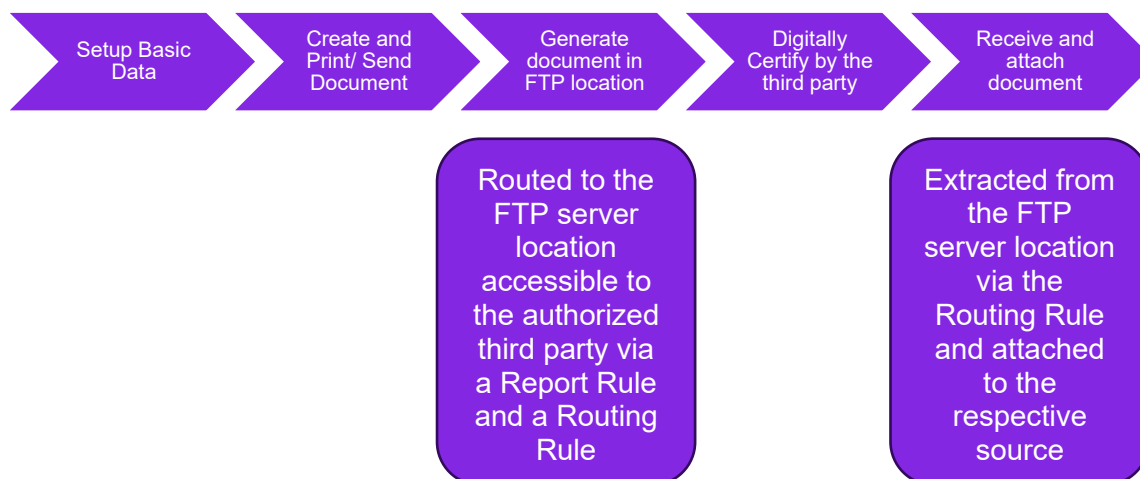 Setup Basic
Data
Create and
Print/ Send
Document
Generate
document in
FTP location
Digitally
Certify by the
third party
Receive and
attach
document
Routed to the
FTP server
location
accessible to
the authorized
third party via
a Report Rule
and a Routing
Rule
Extracted from
the FTP
server location
via the
Routing Rule
and attached
to the
respective
source